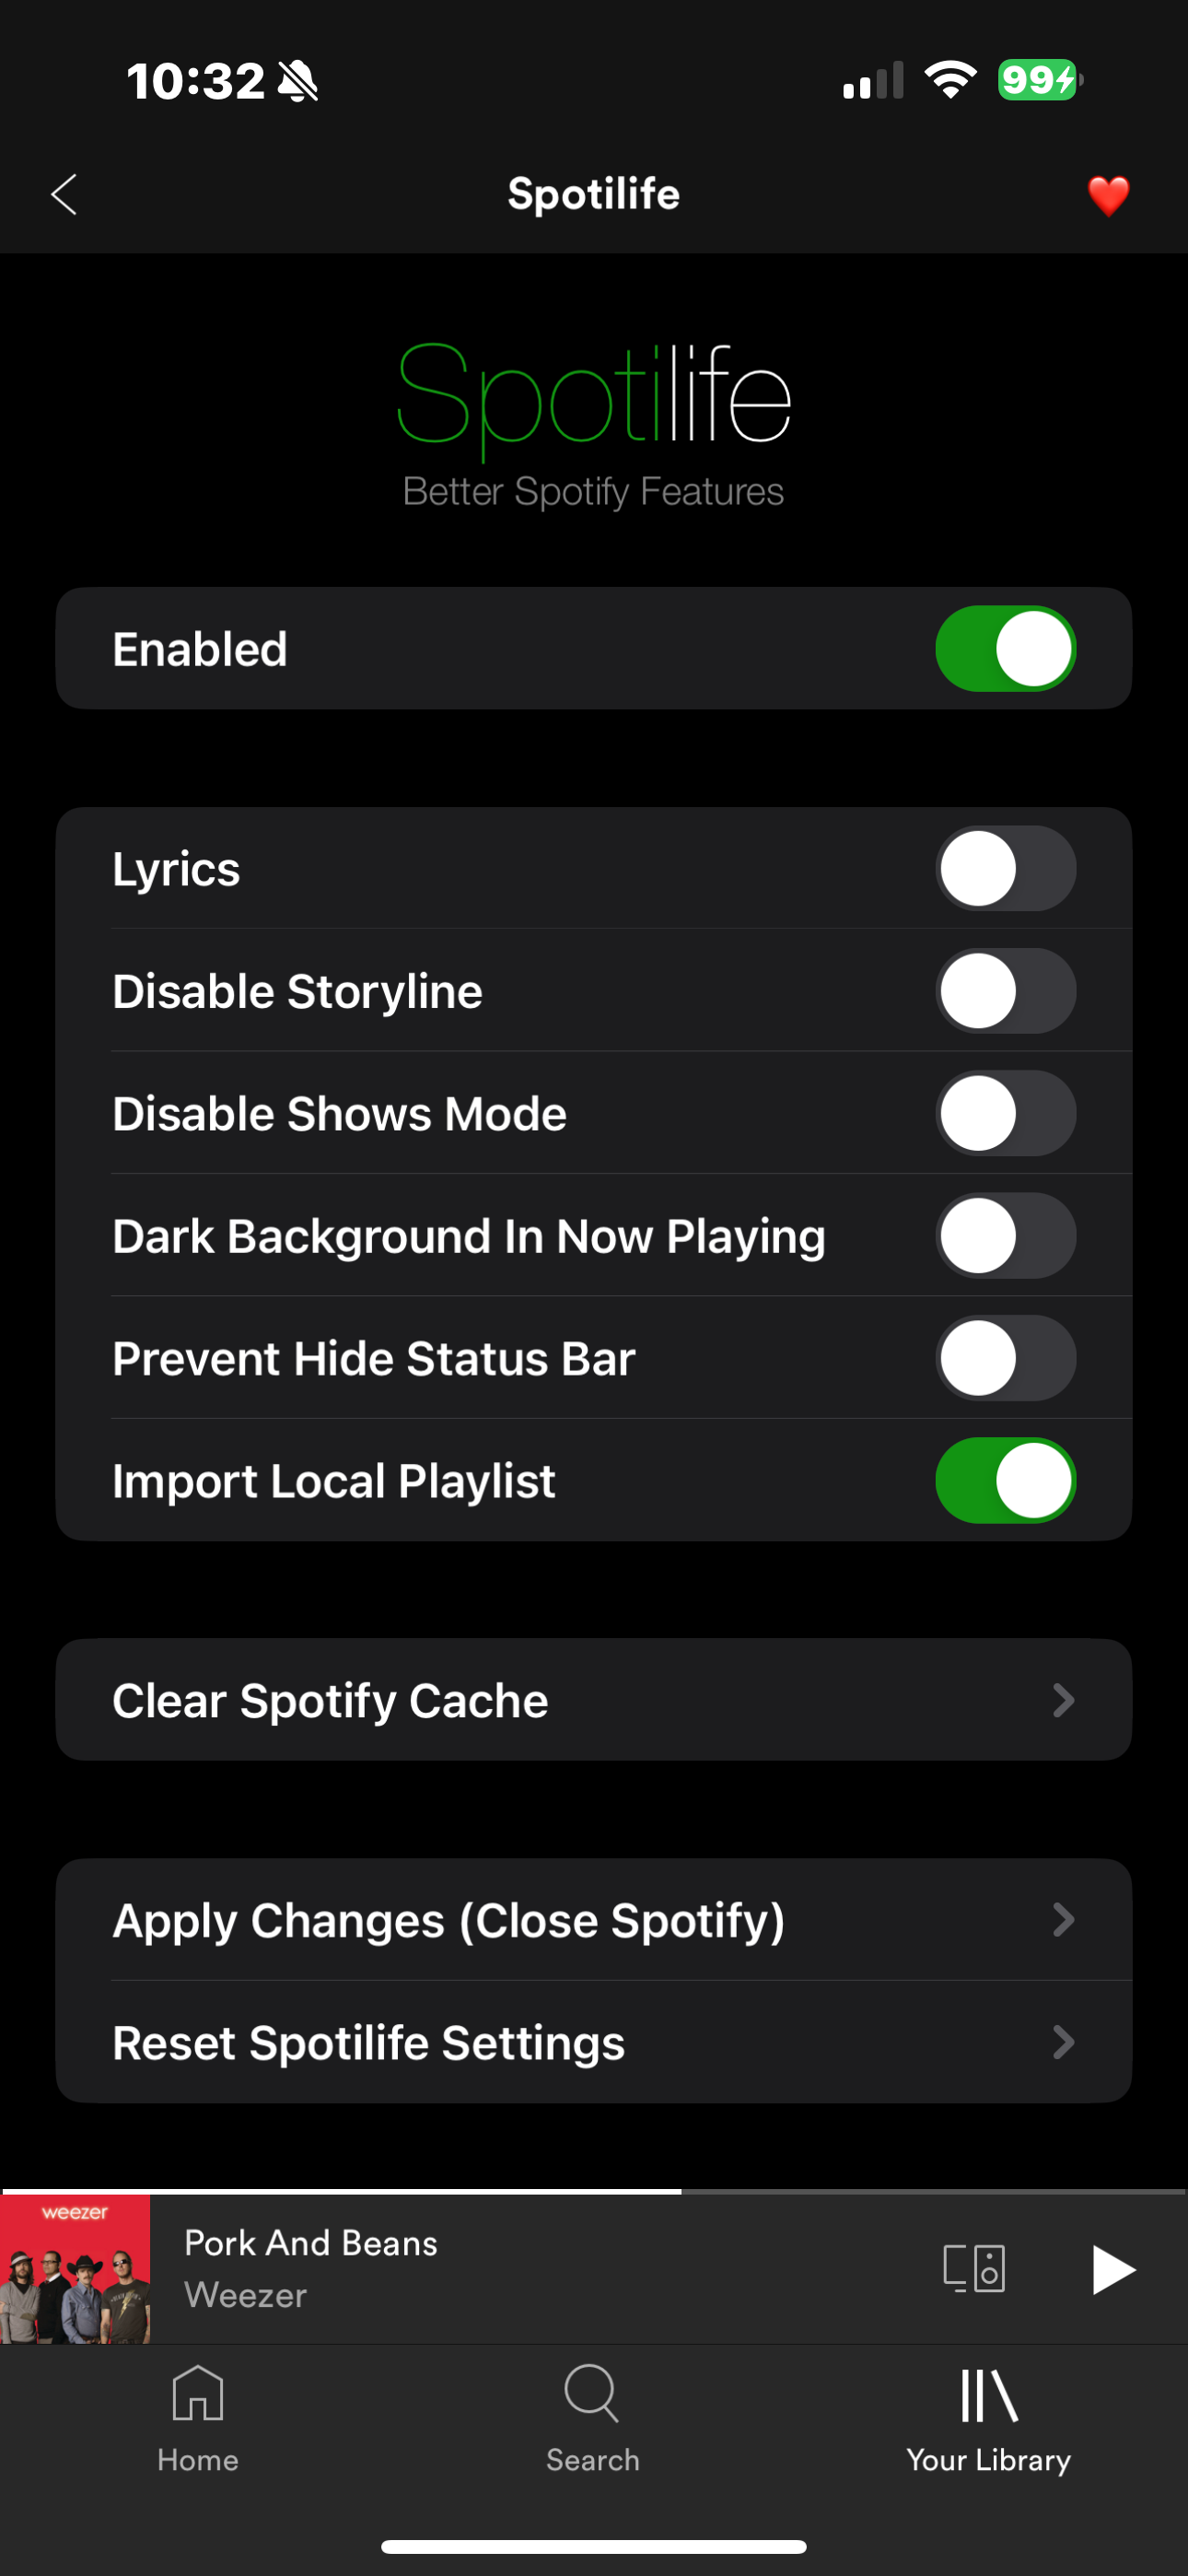 10:32
99
Spotilife
Spotilife
Better Spotify Features
Enabled
Lyrics
Disable Storyline
Disable Shows Mode
Dark Background In Now Playing
Prevent Hide Status Bar
Import Local Playlist
Clear Spotify Cache
Apply Changes (Close Spotify)
Reset Spotilife Settings
weezer
Pork And Beans
Weezer
Home
Search
Your Library